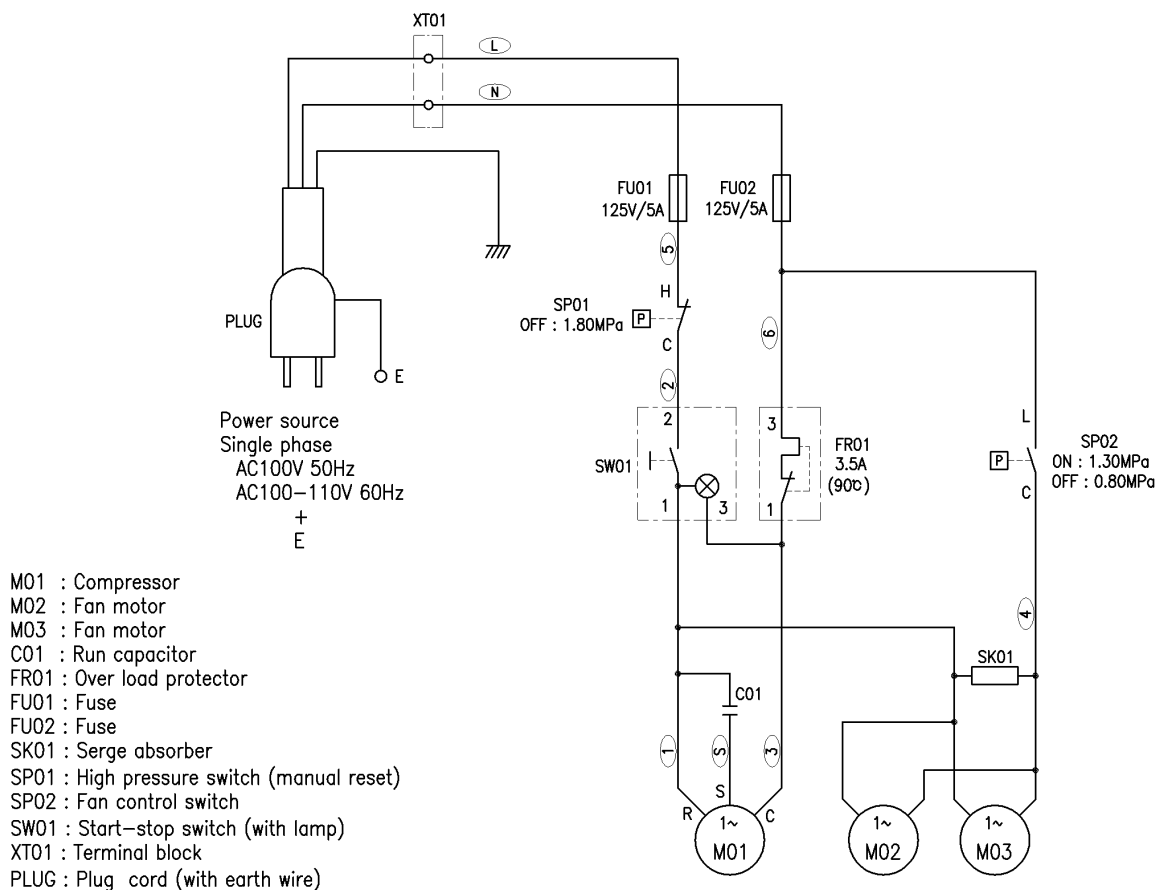 XT01
L
N
FU01
125V/5A
FU02
125V/5A
5
H
SP01
OFF : 1.80MPa
P
C
6
2
PLUG
E
Power source
Single phase
AC100V 50Hz
AC100-110V 60Hz
+
E
2
SW01
1
3
3
FR01
3.5A
(90℃)
1
L
P
SP02
ON : 1.30MPa
OFF : 0.80MPa
C
4
SK01
C01
1
S
3
R
S
C
1~
M01
1~
M02
1~
M03
M01 : Compressor
M02 : Fan motor
M03 : Fan motor
C01 : Run capacitor
FR01 : Over load protector
FU01 : Fuse
FU02 : Fuse
SK01 : Serge absorber
SP01 : High pressure switch (manual reset)
SP02 : Fan control switch
SW01 : Start-stop switch (with lamp)
XT01 : Terminal block
PLUG : Plug cord (with earth wire)